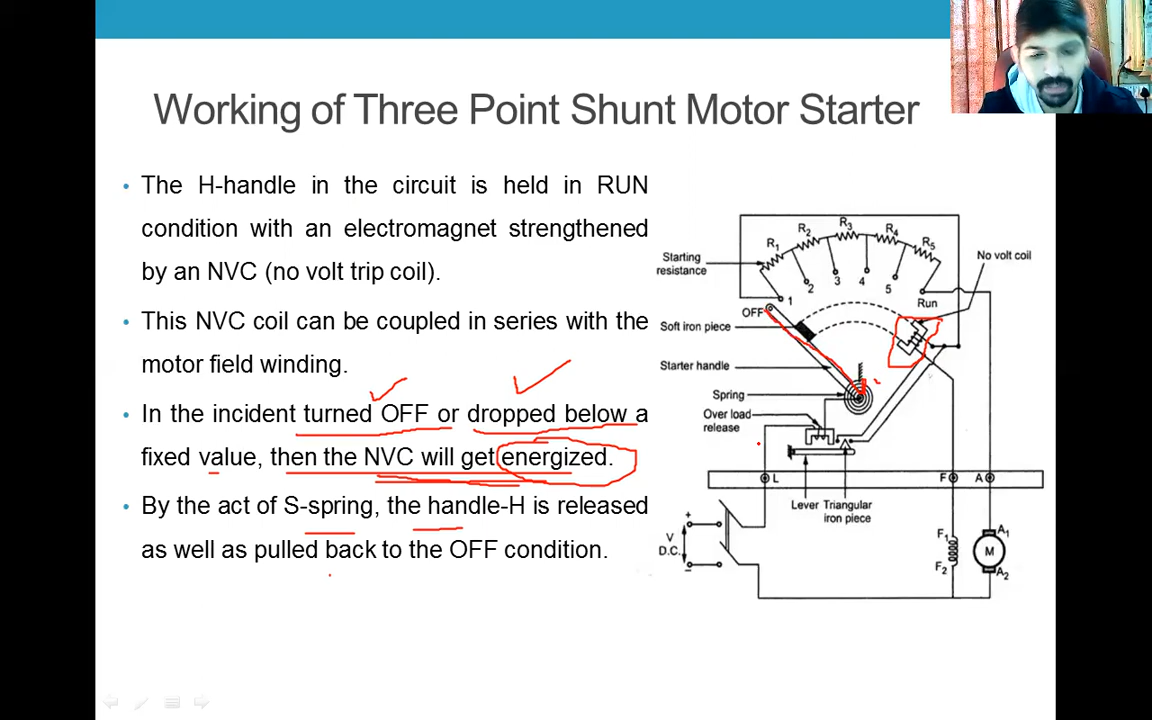 Working of Three Point Shunt Motor Starter
• The H-handle in the circuit is held in RUN
condition with an electromagnet strengthened
by an NVC (no volt trip coil).
• This NVC coil can be coupled in series with the
motor field winding.
• In the incident turned OFF or dropped below a
fixed value, then the NVC will get energized.
• By the act of S-spring, the handle-H is released
as well as pulled back to the OFF condition.
R1
R2
R3
R4
R5
Starting
resistance
No volt coil
1
2
3
4
5
Run
OFF
Soft iron piece
Starter handle
Spring
Over load
release
L
F
A
Lever
Triangular
iron piece
+
V
D.C.
–
F1
F2
A1
M
A2